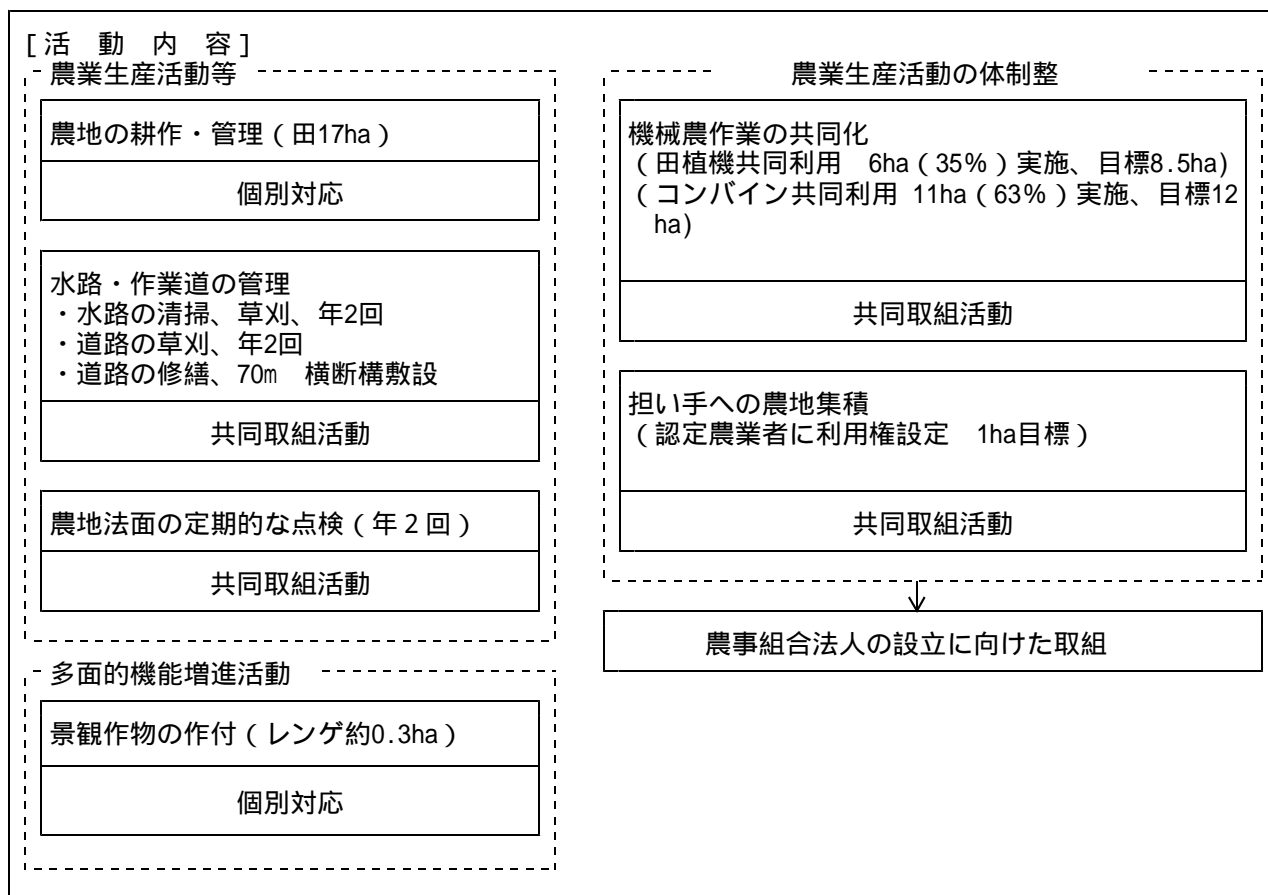 [活　動　内　容]
農業生産活動等
農地の耕作・管理（田17ha）
個別対応
水路・作業道の管理
・水路の清掃、草刈、年2回
・道路の草刈、年2回
・道路の修繕、70m　横断構敷設
共同取組活動
農地法面の定期的な点検（年２回）
共同取組活動
多面的機能増進活動
景観作物の作付（レンゲ約0.3ha）
個別対応
農業生産活動の体制整
機械農作業の共同化
（田植機共同利用　6ha（35%）実施、目標8.5ha)
（コンバイン共同利用 11ha（63%）実施、目標12
ha)
共同取組活動
担い手への農地集積
（認定農業者に利用権設定　1ha目標）
共同取組活動
農事組合法人の設立に向けた取組